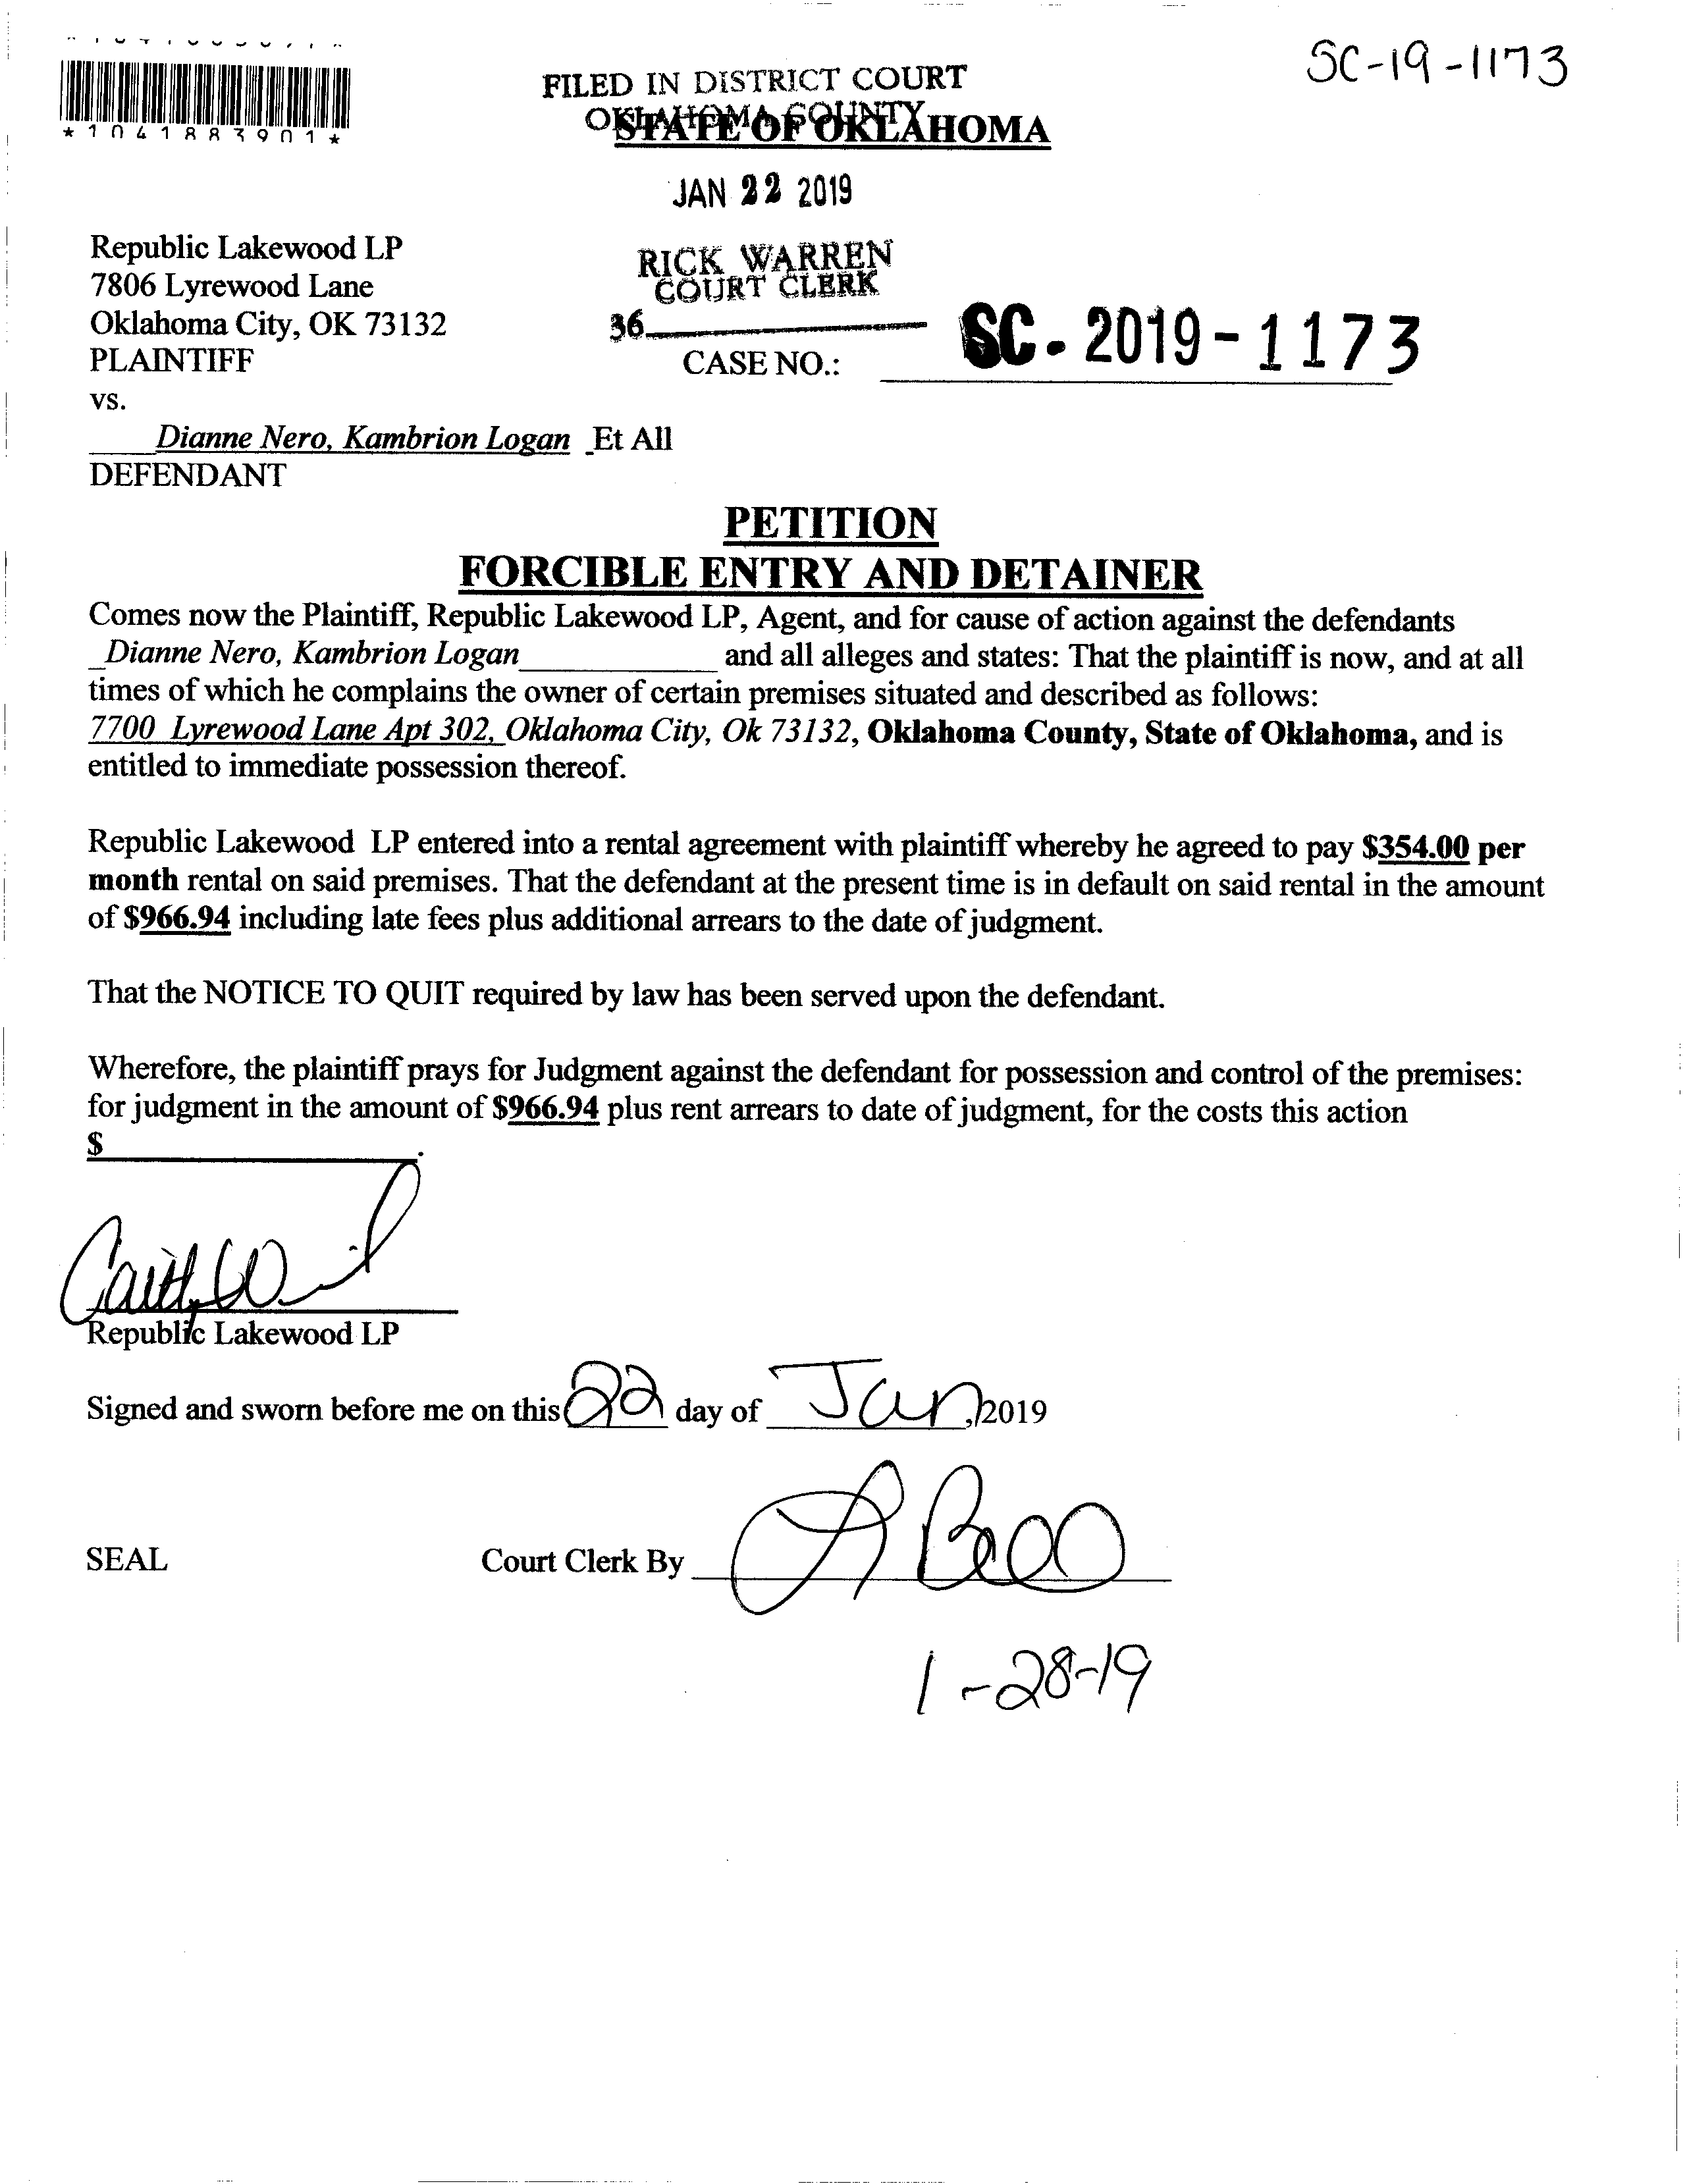 SC-19-1173
*1041883901*
FILED IN DISTRICT COURT
OKLAHOMA COUNTY
STATE OF OKLAHOMA
JAN 22 2019
RICK WARREN
COURT CLERK
36
Republic Lakewood LP
7806 Lyrewood Lane
Oklahoma City, OK 73132
PLAINTIFF
CASE NO.: SC-2019-1173
vs.
Dianne Nero, Kambrion Logan Et All
DEFENDANT
PETITION
FORCIBLE ENTRY AND DETAINER
Comes now the Plaintiff, Republic Lakewood LP, Agent, and for cause of action against the defendants
Dianne Nero, Kambrion Logan and all alleges and states: That the plaintiff is now, and at all
times of which he complains the owner of certain premises situated and described as follows:
7700 Lyrewood Lane Apt 302, Oklahoma City, Ok 73132, Oklahoma County, State of Oklahoma, and is
entitled to immediate possession thereof.
Republic Lakewood LP entered into a rental agreement with plaintiff whereby he agreed to pay $354.00 per
month rental on said premises. That the defendant at the present time is in default on said rental in the amount
of $966.94 including late fees plus additional arrears to the date of judgment.
That the NOTICE TO QUIT required by law has been served upon the defendant.
Wherefore, the plaintiff prays for Judgment against the defendant for possession and control of the premises:
for judgment in the amount of $966.94 plus rent arrears to date of judgment, for the costs this action
$ .
Republic Lakewood LP
Signed and sworn before me on this 22 day of Jan, 2019
SEAL Court Clerk By
1-28-19